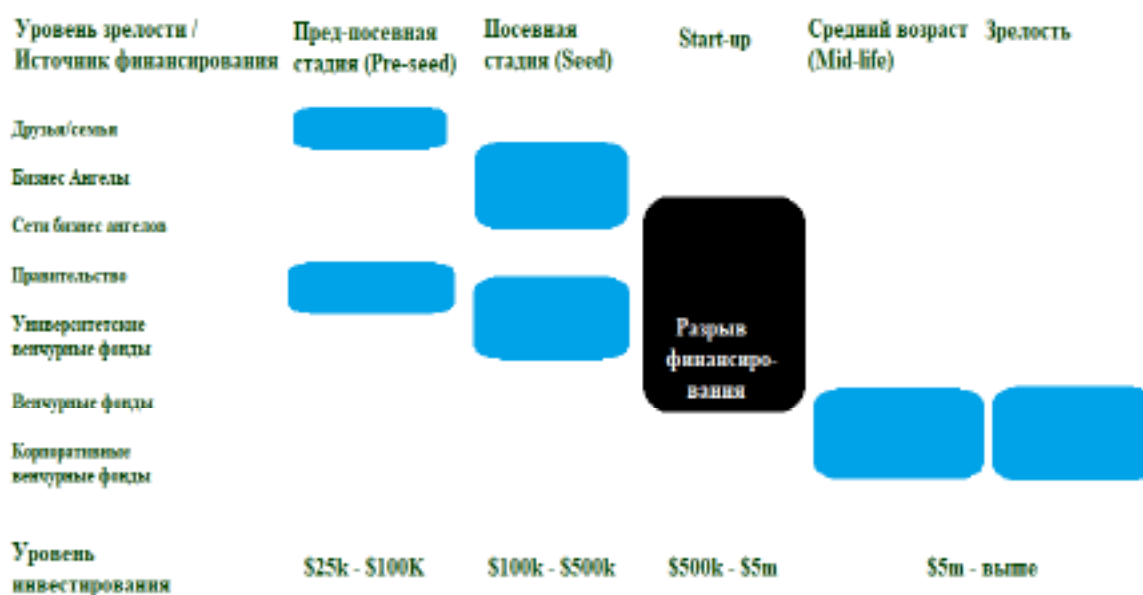 Уровень зрелости /
Источник финансирования
Пред-посевная
стадия (Pre-seed)
Посевная
стадия (Seed)
Start-up
Средний возраст
(Mid-life)
Зрелость
Друзья/семья
Бизнес Ангелы
Сети бизнес ангелов
Правительство
Университетские
венчурные фонды
Венчурные фонды
Корпоративные
венчурные фонды
Разрыв
финансиро-
вания
Уровень
инвестирования
$25k - $100K
$100k - $500k
$500k - $5m
$5m - выше